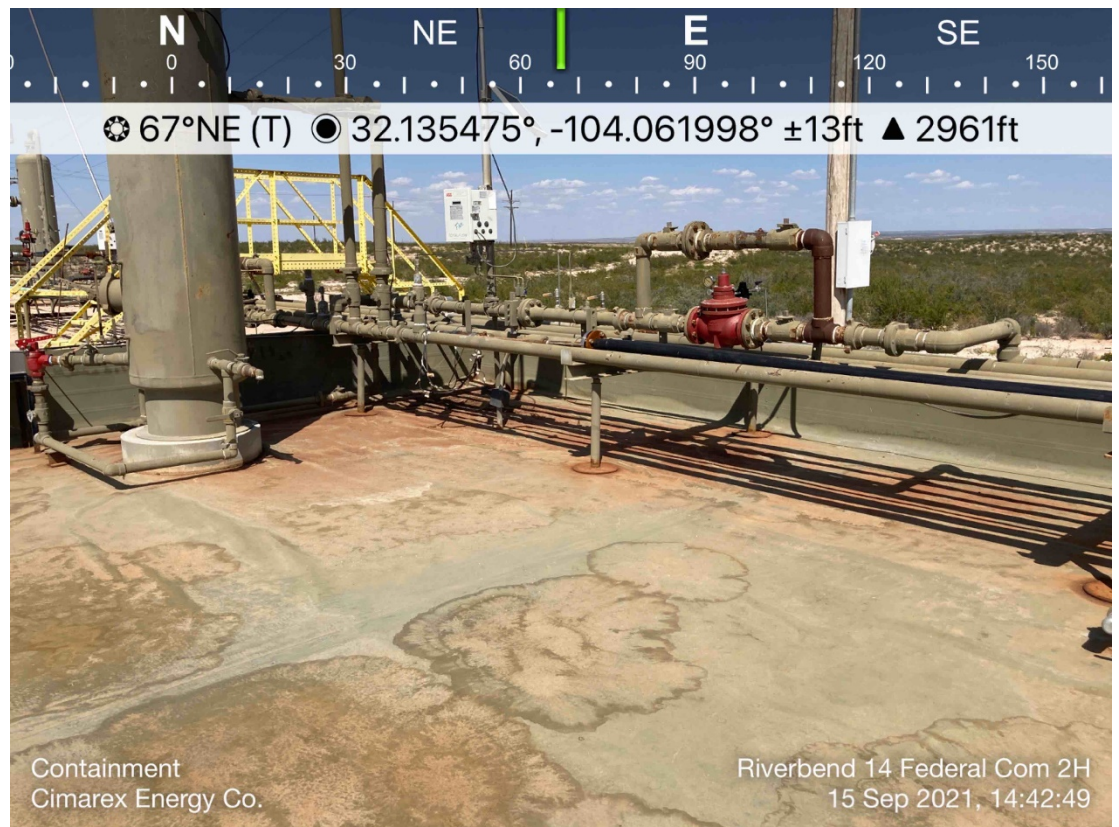 N NE E SE
0 30 60 90 120 150
67°NE (T) 32.135475°, -104.061998° ±13ft ▲ 2961ft
Containment
Cimarex Energy Co.
Riverbend 14 Federal Com 2H
15 Sep 2021, 14:42:49